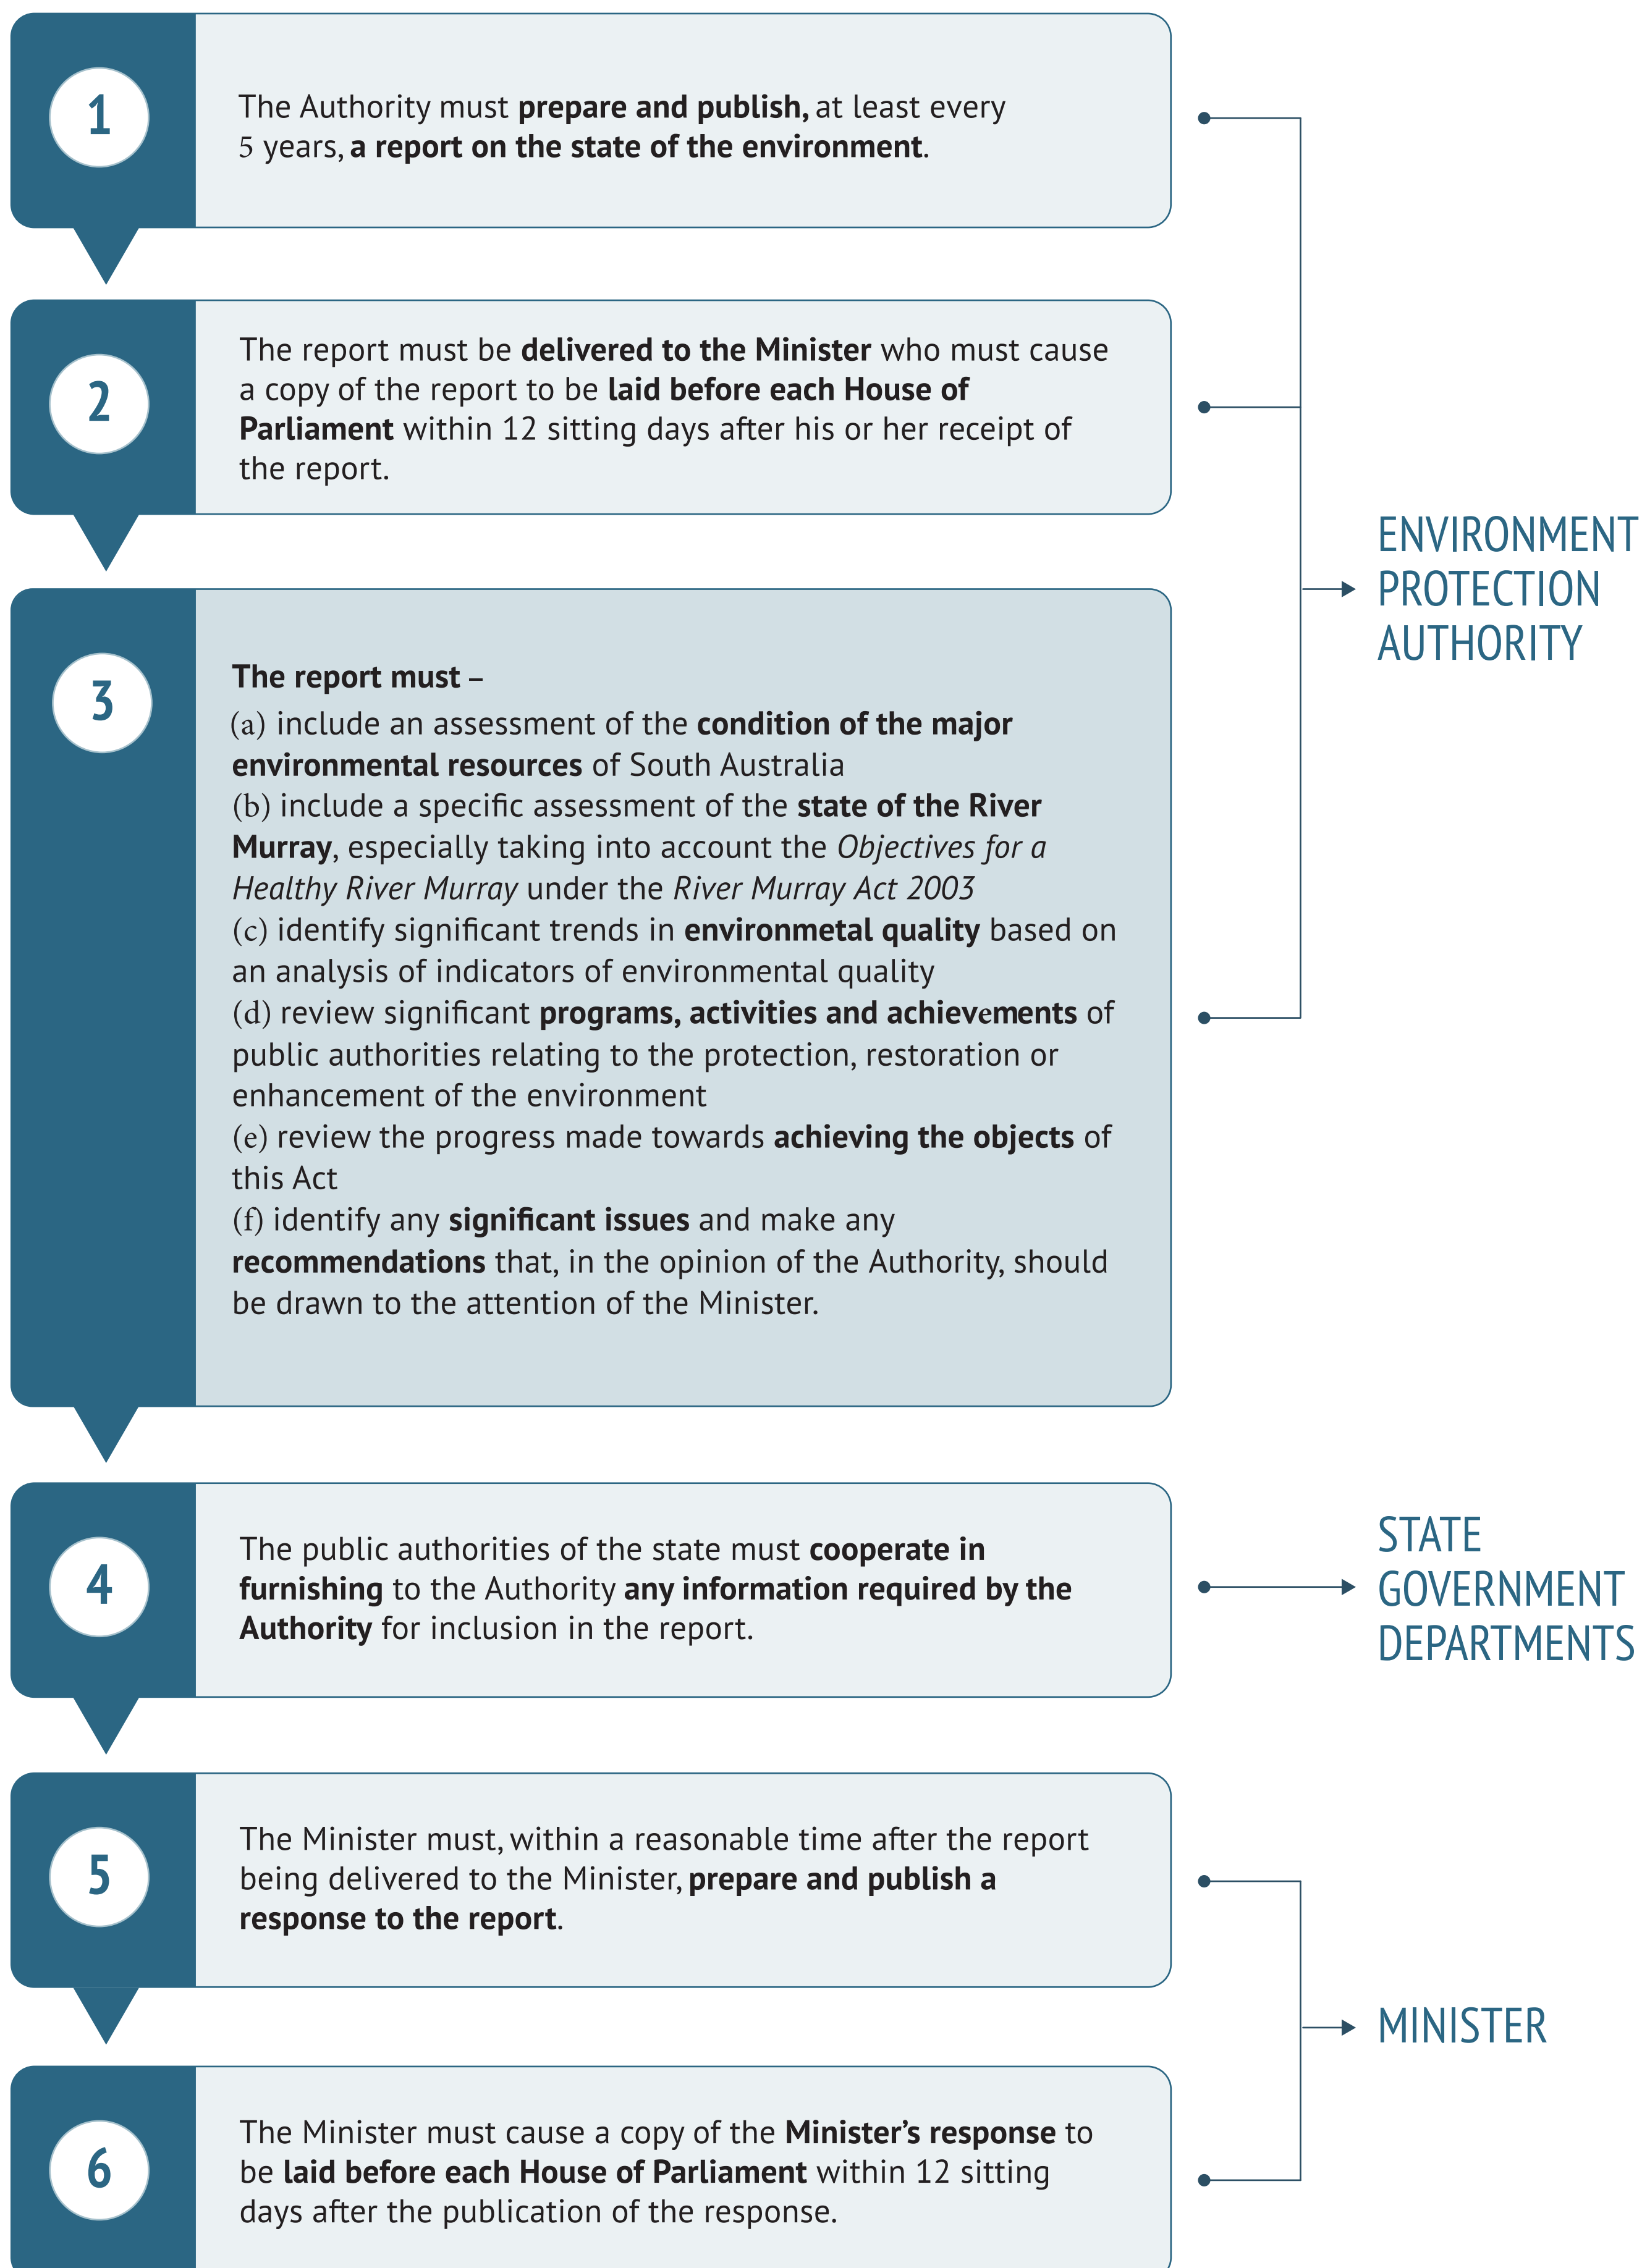 1
The Authority must prepare and publish, at least every
5 years, a report on the state of the environment.
2
The report must be delivered to the Minister who must cause
a copy of the report to be laid before each House of
Parliament within 12 sitting days after his or her receipt of
the report.
3
The report must –
(a) include an assessment of the condition of the major
environmental resources of South Australia
(b) include a specific assessment of the state of the River
Murray, especially taking into account the Objectives for a
Healthy River Murray under the River Murray Act 2003
(c) identify significant trends in environmetal quality based on
an analysis of indicators of environmental quality
(d) review significant programs, activities and achievements of
public authorities relating to the protection, restoration or
enhancement of the environment
(e) review the progress made towards achieving the objects of
this Act
(f) identify any significant issues and make any
recommendations that, in the opinion of the Authority, should
be drawn to the attention of the Minister.
ENVIRONMENT
PROTECTION
AUTHORITY
4
The public authorities of the state must cooperate in
furnishing to the Authority any information required by the
Authority for inclusion in the report.
STATE
GOVERNMENT
DEPARTMENTS
5
The Minister must, within a reasonable time after the report
being delivered to the Minister, prepare and publish a
response to the report.
6
The Minister must cause a copy of the Minister’s response to
be laid before each House of Parliament within 12 sitting
days after the publication of the response.
MINISTER